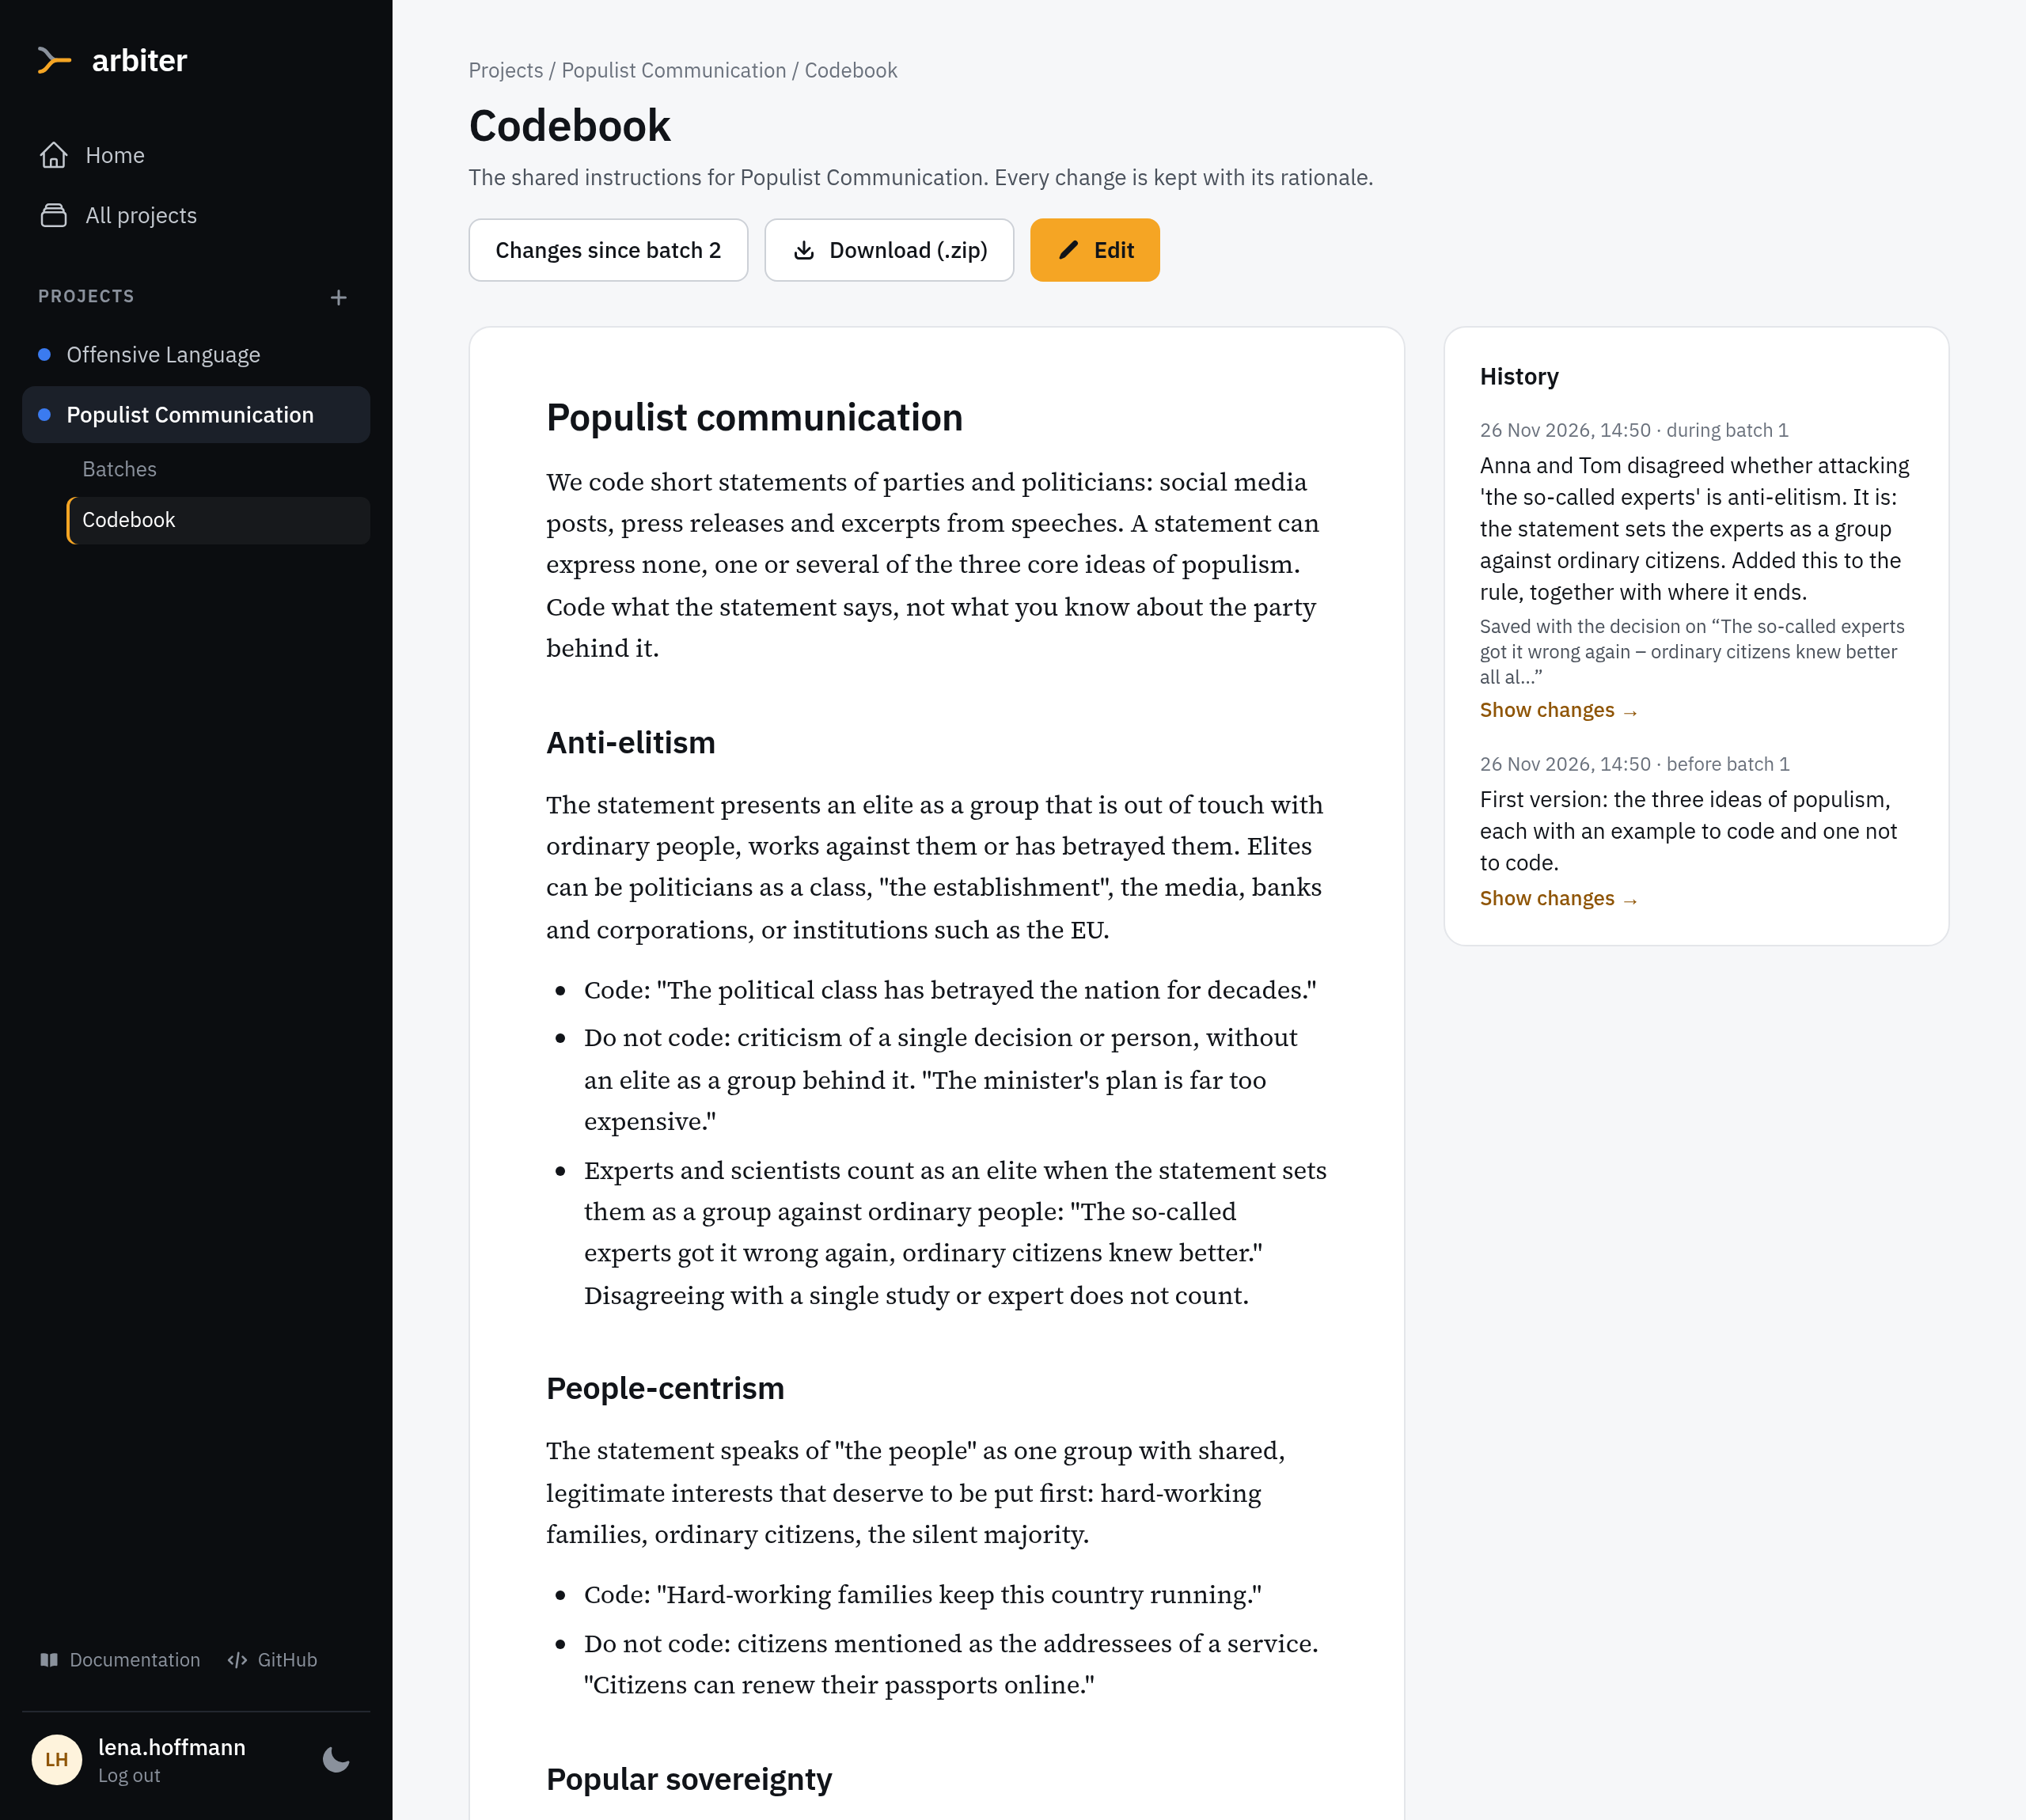 arbiter
Home
All projects
PROJECTS
Offensive Language
Populist Communication
Batches
Codebook
Documentation
GitHub
LH
lena.hoffmann
Log out
Projects / Populist Communication / Codebook
Codebook
The shared instructions for Populist Communication. Every change is kept with its rationale.
Changes since batch 2
Download (.zip)
Edit
Populist communication
We code short statements of parties and politicians: social media
posts, press releases and excerpts from speeches. A statement can
express none, one or several of the three core ideas of populism.
Code what the statement says, not what you know about the party
behind it.
Anti-elitism
The statement presents an elite as a group that is out of touch with
ordinary people, works against them or has betrayed them. Elites
can be politicians as a class, "the establishment", the media, banks
and corporations, or institutions such as the EU.
• Code: "The political class has betrayed the nation for decades."
• Do not code: criticism of a single decision or person, without
an elite as a group behind it. "The minister's plan is far too
expensive."
• Experts and scientists count as an elite when the statement sets
them as a group against ordinary people: "The so-called
experts got it wrong again, ordinary citizens knew better."
Disagreeing with a single study or expert does not count.
People-centrism
The statement speaks of "the people" as one group with shared,
legitimate interests that deserve to be put first: hard-working
families, ordinary citizens, the silent majority.
• Code: "Hard-working families keep this country running."
• Do not code: citizens mentioned as the addressees of a service.
"Citizens can renew their passports online."
Popular sovereignty
History
26 Nov 2026, 14:50 · during batch 1
Anna and Tom disagreed whether attacking
'the so-called experts' is anti-elitism. It is:
the statement sets the experts as a group
against ordinary citizens. Added this to the
rule, together with where it ends.
Saved with the decision on “The so-called experts
got it wrong again – ordinary citizens knew better
all al…”
Show changes →
26 Nov 2026, 14:50 · before batch 1
First version: the three ideas of populism,
each with an example to code and one not
to code.
Show changes →